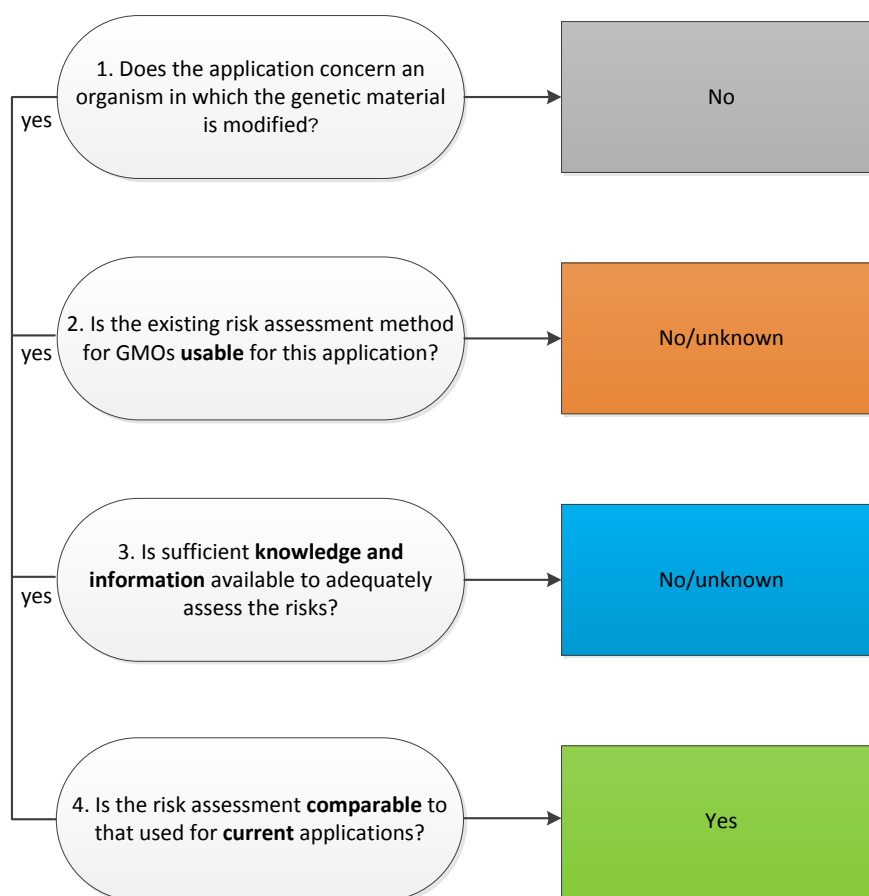 1. Does the application concern an
organism in which the genetic material
is modified?
No
yes
2. Is the existing risk assessment method
for GMOs usable for this application?
No/unknown
yes
3. Is sufficient knowledge and
information available to adequately
assess the risks?
No/unknown
yes
4. Is the risk assessment comparable to
that used for current applications?
Yes